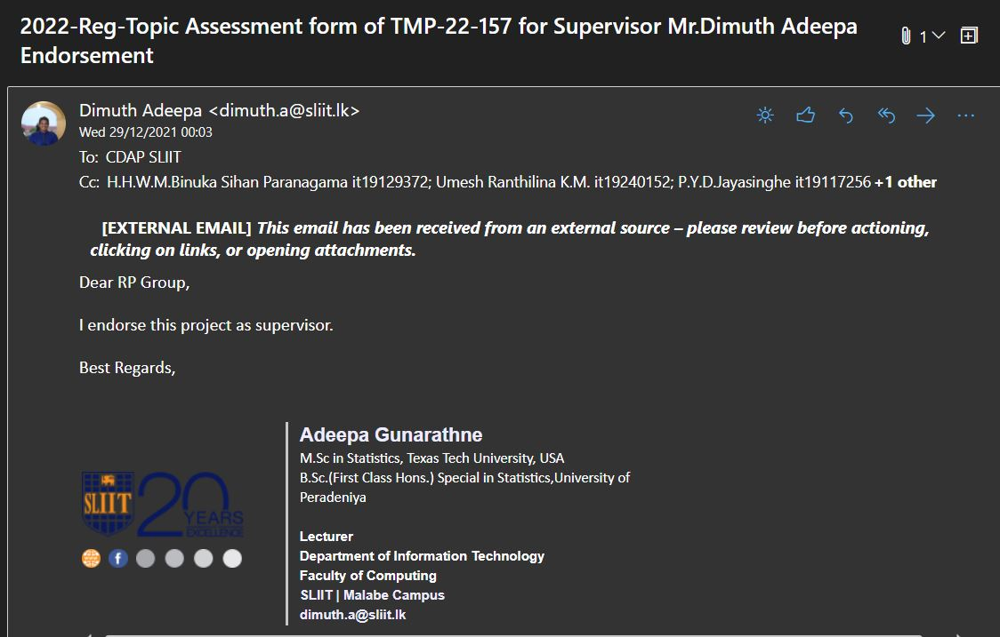 2022-Reg-Topic Assessment form of TMP-22-157 for Supervisor Mr.Dimuth Adeepa
Endorsement
1
Dimuth Adeepa <dimuth.a@sliit.lk>
Wed 29/12/2021 00:03
To: CDAP SLIIT
Cc: H.H.W.M.Binuka Sihan Paranagama it19129372; Umesh Ranthilina K.M. it19240152; P.Y.D.Jayasinghe it19117256 +1 other
[EXTERNAL EMAIL] This email has been received from an external source – please review before actioning,
clicking on links, or opening attachments.
Dear RP Group,
I endorse this project as supervisor.
Best Regards,
SLIIT
20
YEARS
EXCELLENCE
f
Adeepa Gunarathne
M.Sc in Statistics, Texas Tech University, USA
B.Sc.(First Class Hons.) Special in Statistics,University of
Peradeniya
Lecturer
Department of Information Technology
Faculty of Computing
SLIIT | Malabe Campus
dimuth.a@sliit.lk